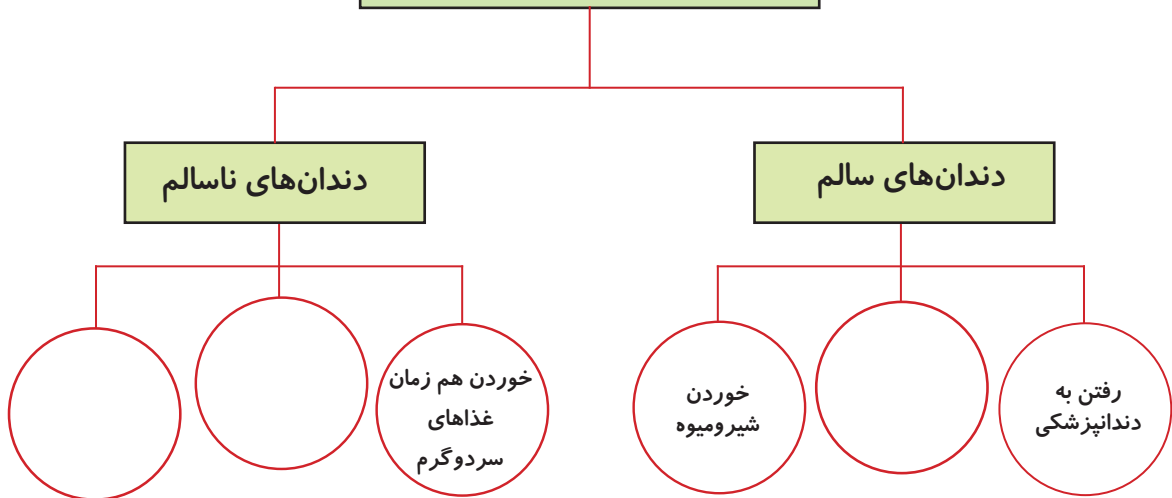 دندان‌های سالم
دندان‌های ناسالم
رفتن به
دندانپزشکی
خوردن
شیرومیوه
خوردن هم زمان
غذاهای
سردوگرم